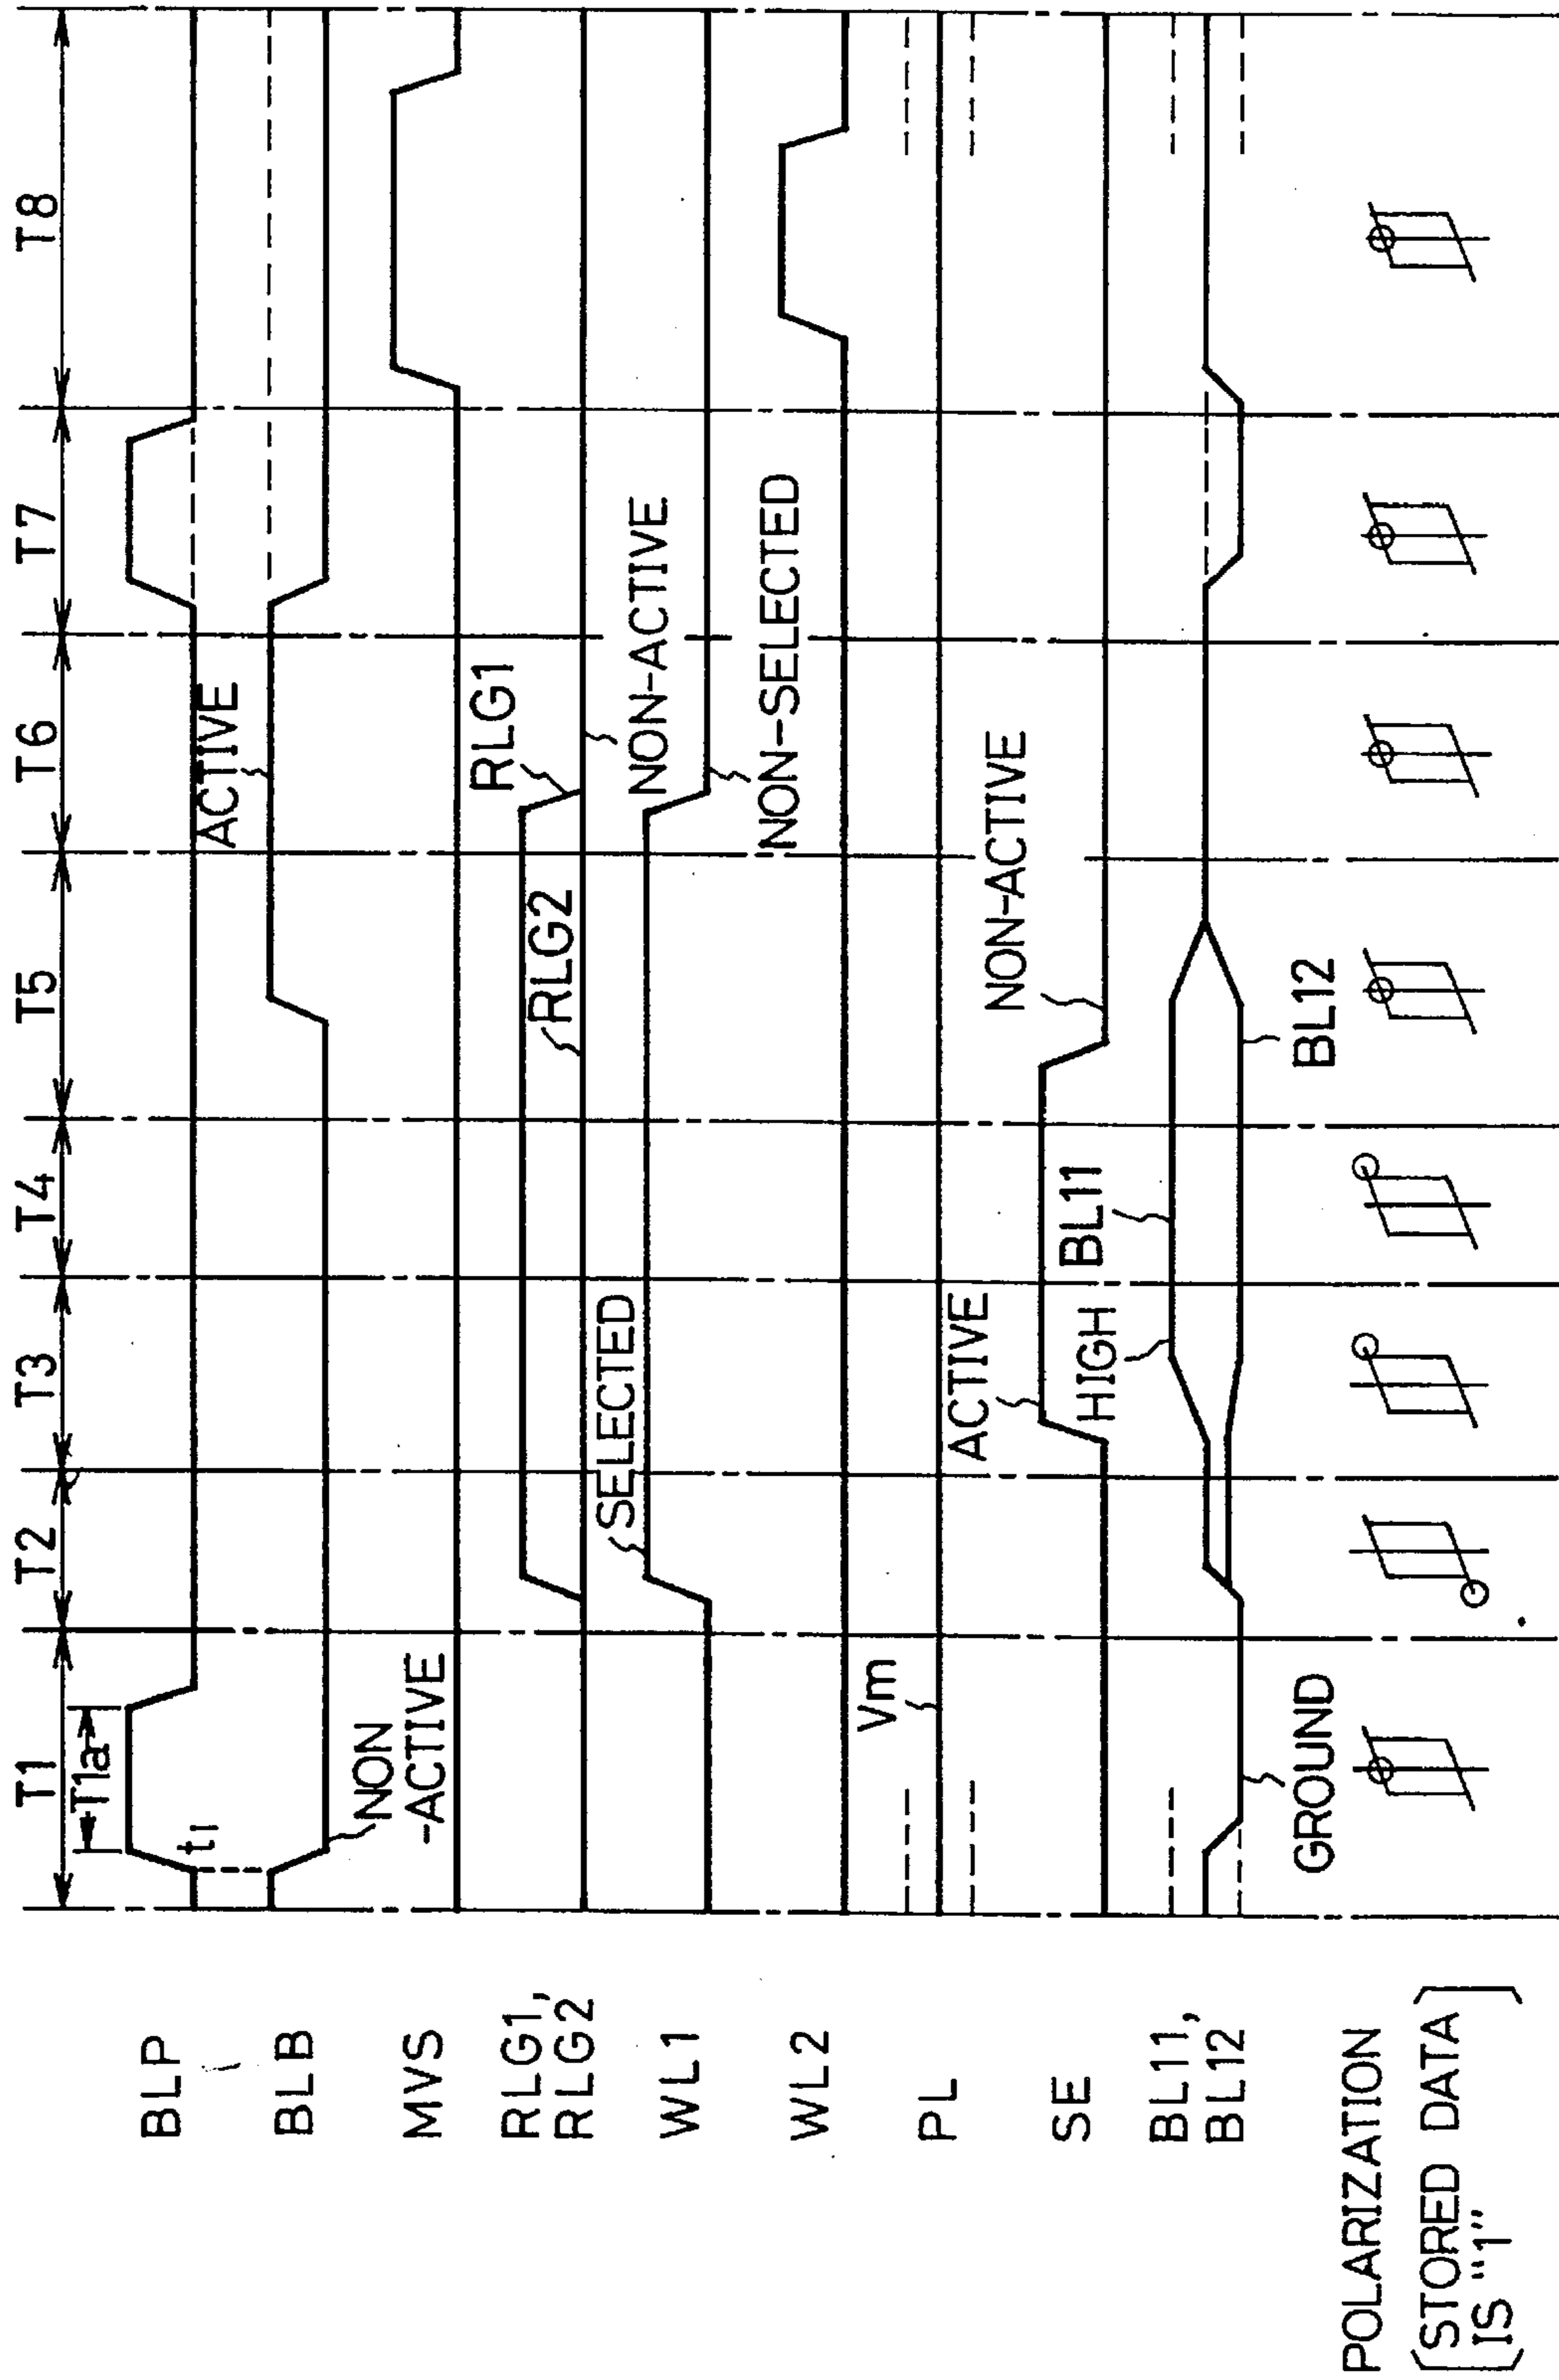 T1 T2 T3 T4 T5 T6 T7 T8
T1a
t1
BLP
ACTIVE
BLB
NON
-ACTIVE
MVS
RLG1
RLG1,
RLG2
RLG2
NON-ACTIVE
SELECTED
WL1
NON-SELECTED
WL2
Vm
PL
ACTIVE
NON-ACTIVE
SE
HIGH
BL11
BL11,
BL12
BL12
GROUND
POLARIZATION
(STORED DATA
IS "1")